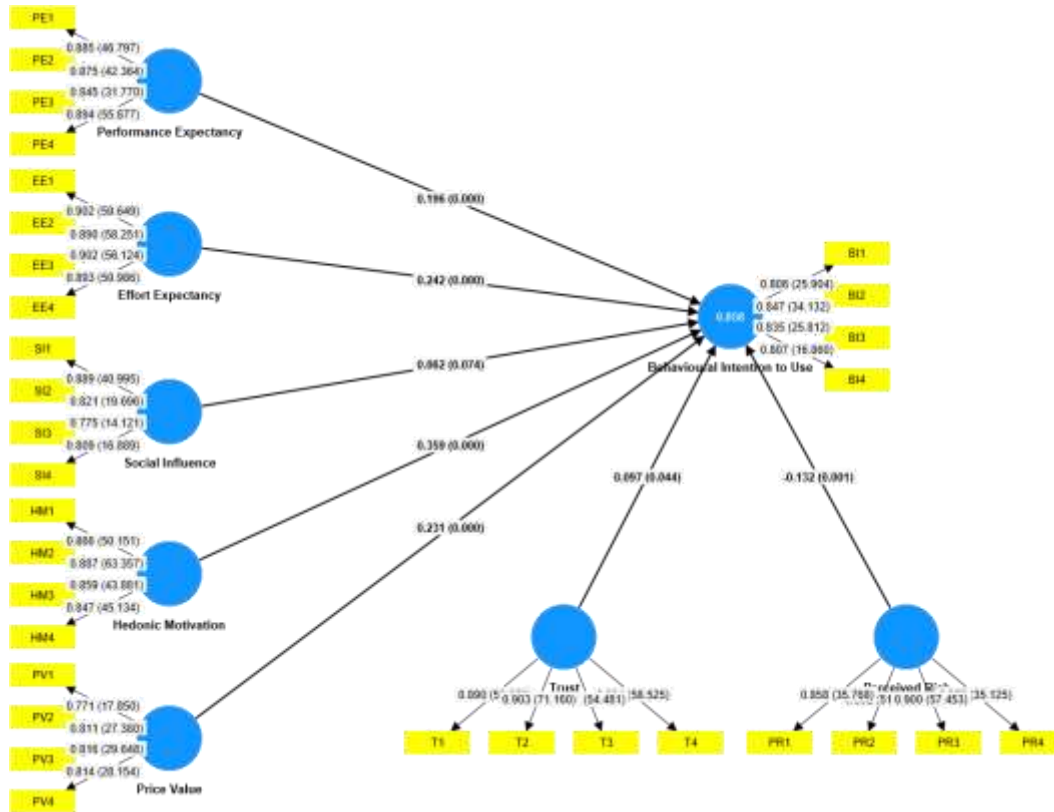 PE1
0.885 (46.797)
PE2
0.875 (42.364)
0.845 (31.770)
PE3
0.894 (55.677)
PE4
Performance Expectancy
0.196 (0.000)
EE1
0.902 (59.649)
EE2
0.890 (58.251)
0.902 (56.124)
EE3
0.893 (50.986)
EE4
Effort Expectancy
0.242 (0.000)
BI1
0.806 (25.904)
BI2
0.847 (34.132)
0.835 (25.812)
BI3
0.807 (16.860)
BI4
Behavioural Intention to Use
SI1
0.889 (40.995)
SI2
0.821 (19.696)
0.775 (14.121)
SI3
0.809 (16.889)
SI4
Social Influence
0.062 (0.074)
0.359 (0.000)
0.097 (0.044)
-0.132 (0.001)
HM1
HM2
0.887 (63.357)
0.859 (43.881)
HM3
0.847 (45.134)
HM4
Hedonic Motivation
0.231 (0.000)
PV1
0.771 (17.850)
PV2
0.811 (27.360)
0.816 (29.648)
PV3
0.814 (28.154)
PV4
Price Value
Trust
0.890
0.903 (71.160)
(54.481)
(58.525)
T1
T2
T3
T4
Perceived Risk
0.858 (35.768)
0.900 (57.453)
(35.125)
PR1
PR2
PR3
PR4